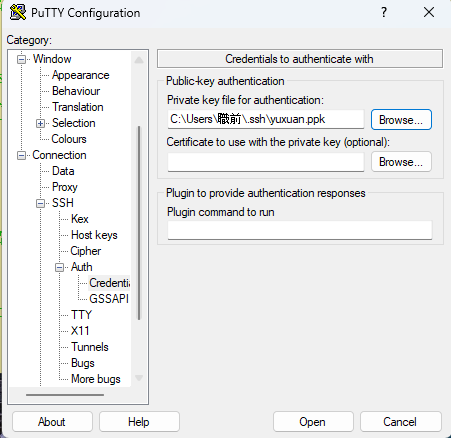 PuTTY Configuration
?
Category:
Window
Appearance
Behaviour
Translation
Selection
Colours
Connection
Data
Proxy
SSH
Kex
Host keys
Cipher
Auth
Credenti
GSSAPI
TTY
X11
Tunnels
Bugs
More bugs
Credentials to authenticate with
Public-key authentication
Private key file for authentication:
C:\Users\職前\.ssh\yuxuan.ppk
Browse...
Certificate to use with the private key (optional):
Browse...
Plugin to provide authentication responses
Plugin command to run
About
Help
Open
Cancel